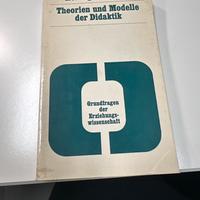 Theorien und Modelle
der Didaktik
Grundfragen
der
Erziehungs-
wissenschaft